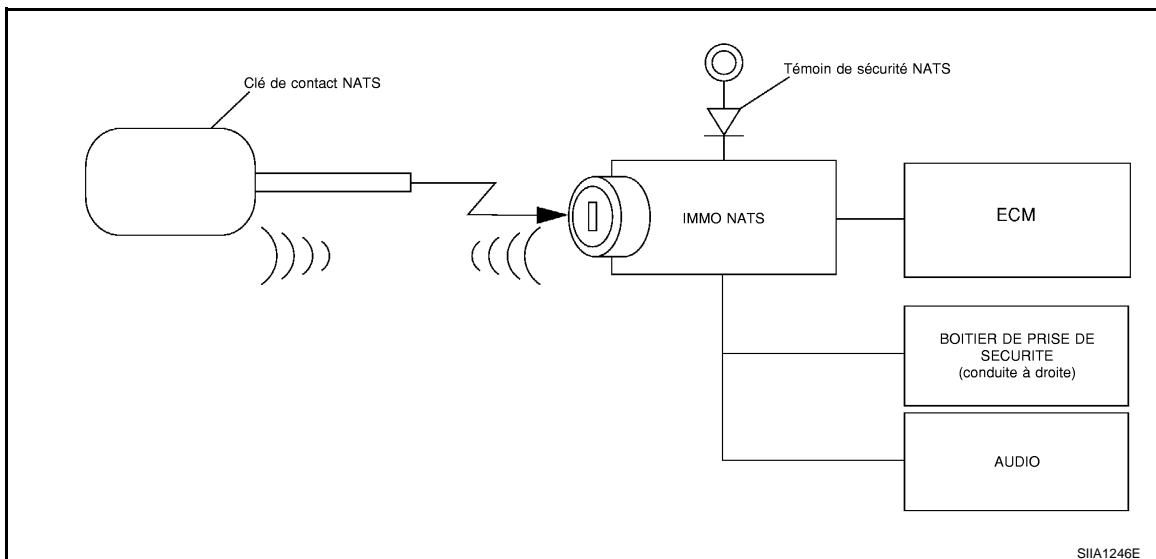 Clé de contact NATS
Témoin de sécurité NATS
IMMO NATS
ECM
BOITIER DE PRISE DE
SECURITE
(conduite à droite)
AUDIO
SIIA1246E